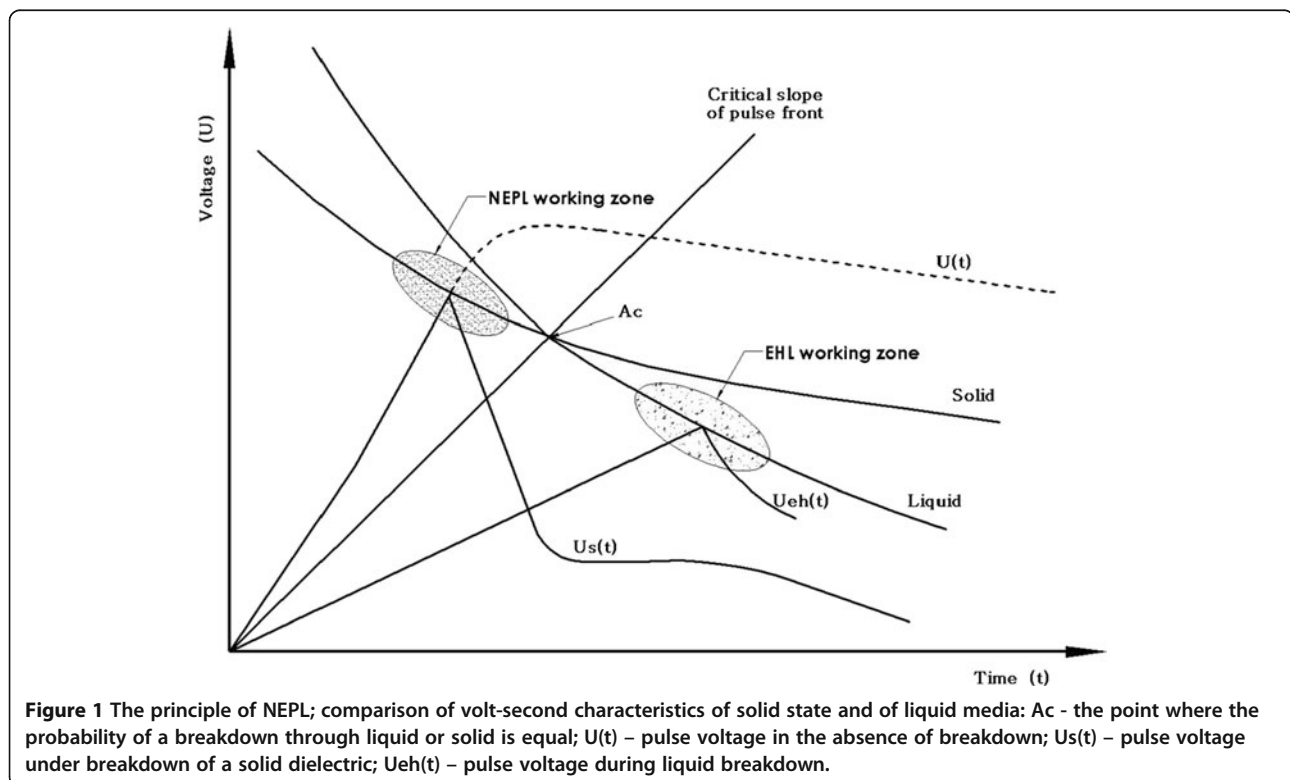 Voltage (U)
Critical slope
of pulse front
NEPL working zone
U(t)
Ac
EHL working zone
Solid
Ueh(t)
Liquid
Us(t)
Time (t)
Figure 1 The principle of NEPL; comparison of volt-second characteristics of solid state and of liquid media: Ac - the point where the
probability of a breakdown through liquid or solid is equal; U(t) – pulse voltage in the absence of breakdown; Us(t) – pulse voltage
under breakdown of a solid dielectric; Ueh(t) – pulse voltage during liquid breakdown.